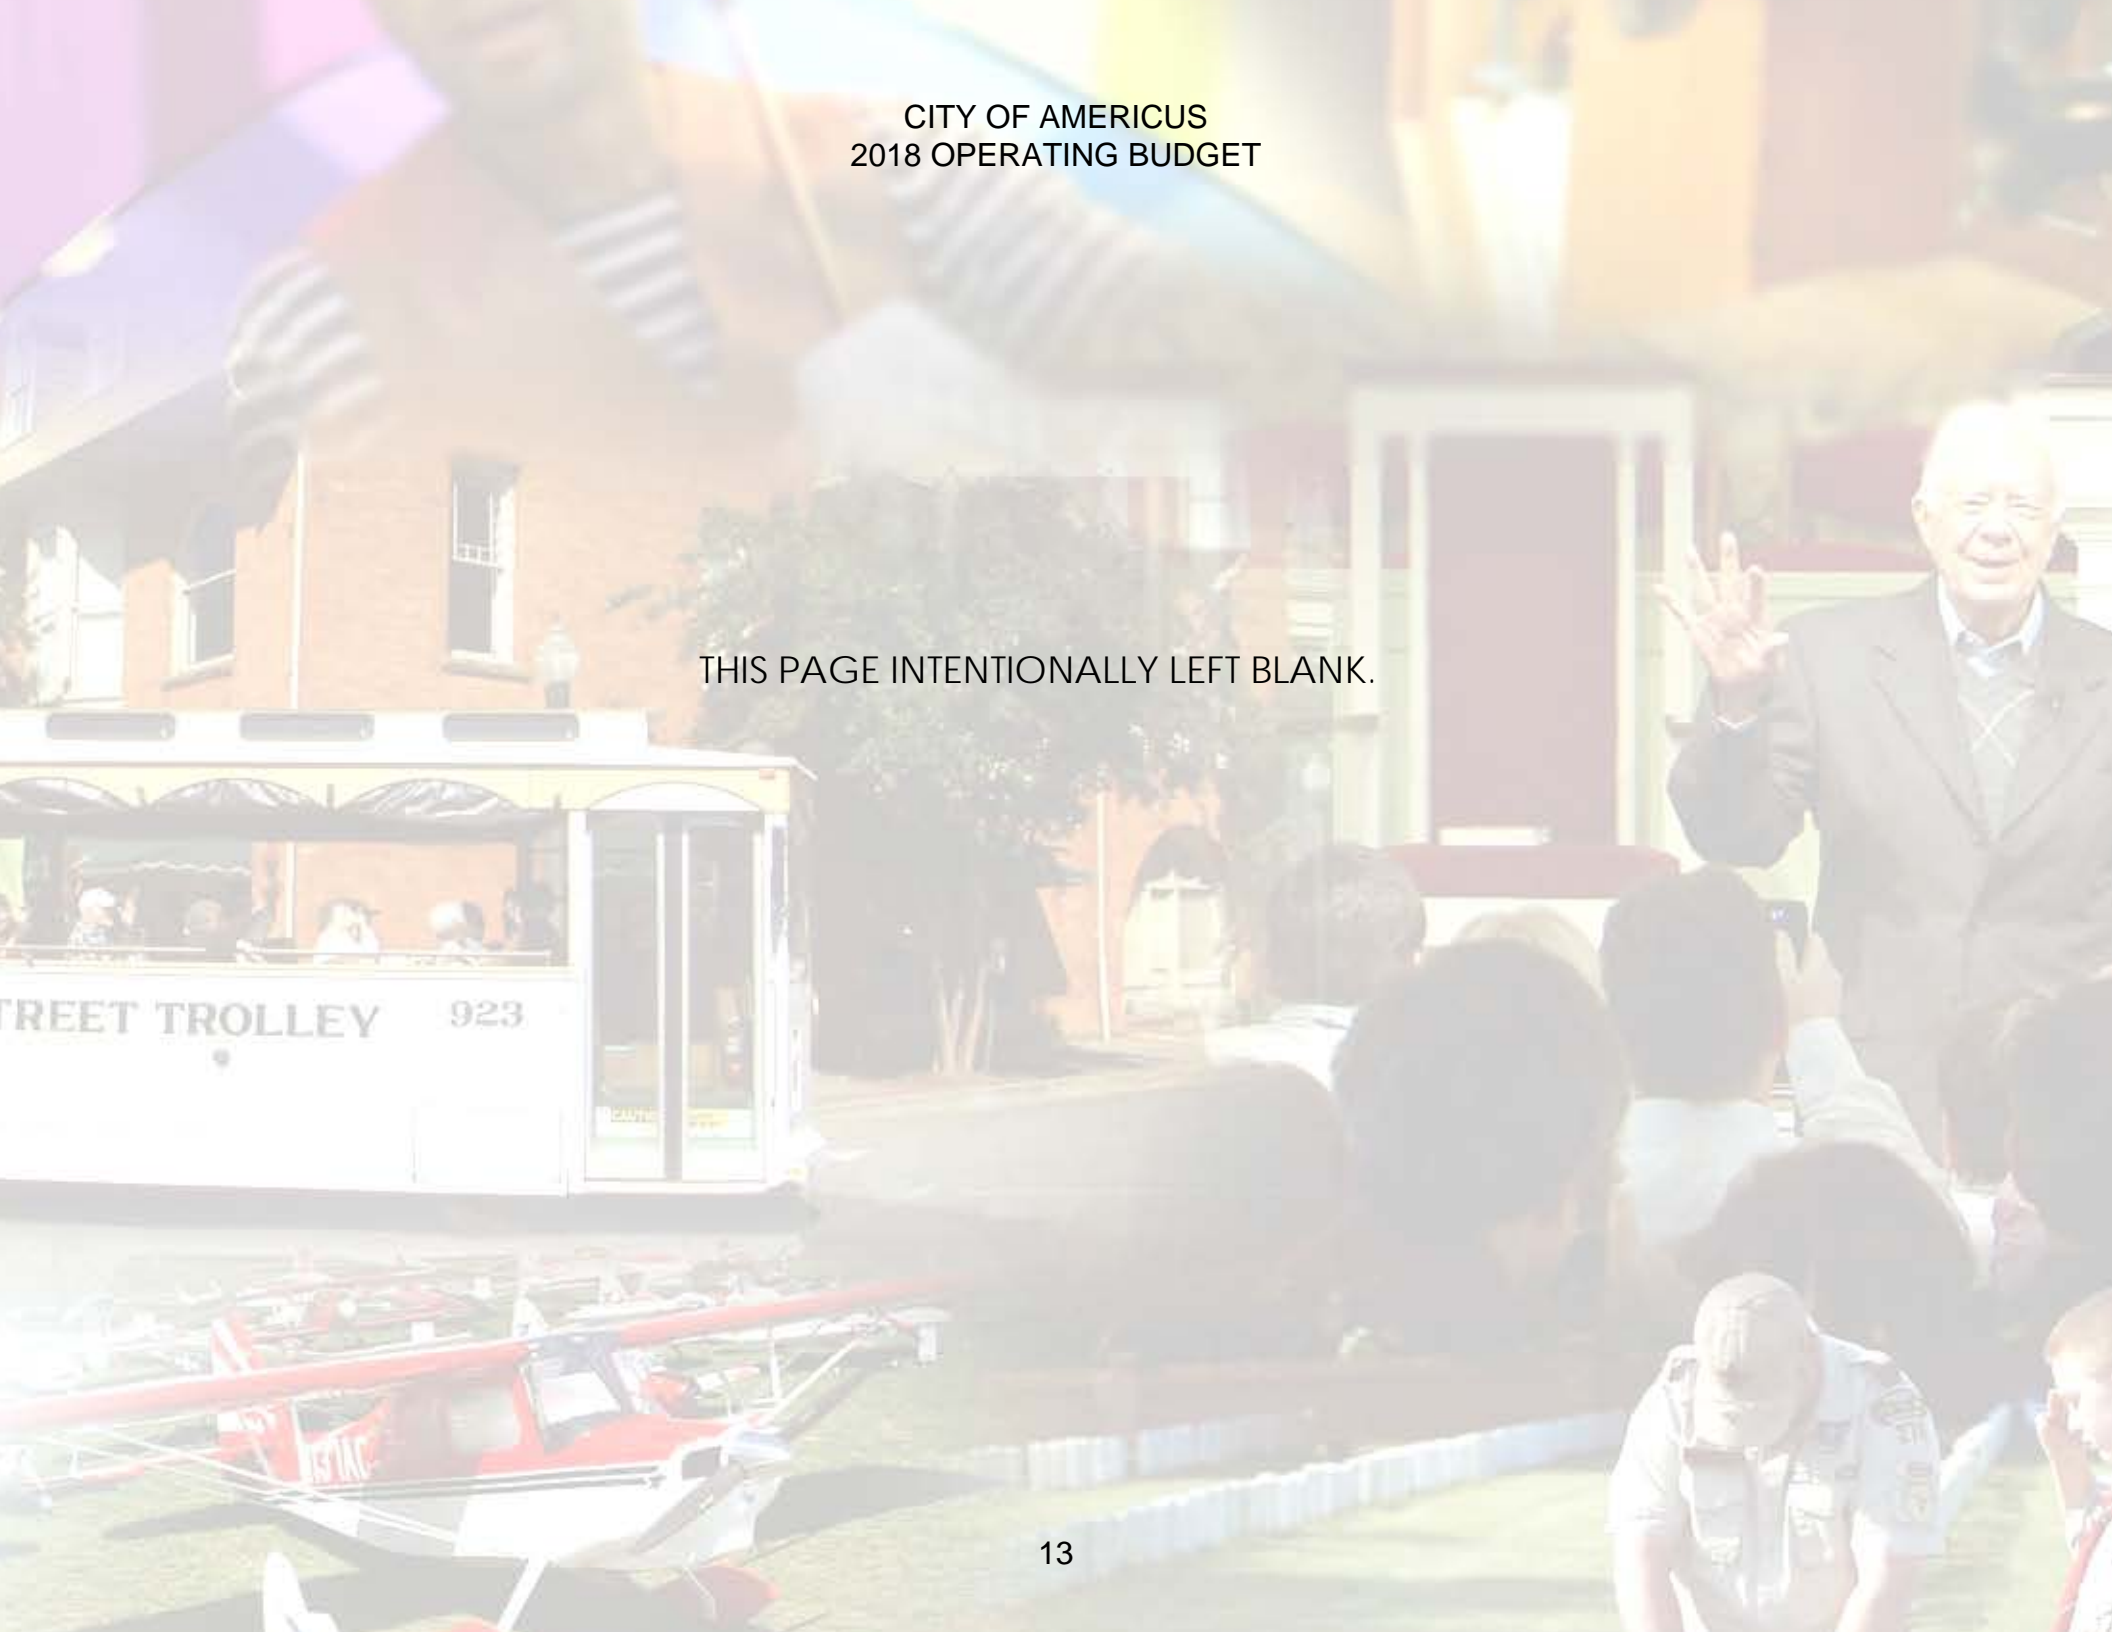 CITY OF AMERICUS
2018 OPERATING BUDGET
THIS PAGE INTENTIONALLY LEFT BLANK.
TREET TROLLEY 923
13